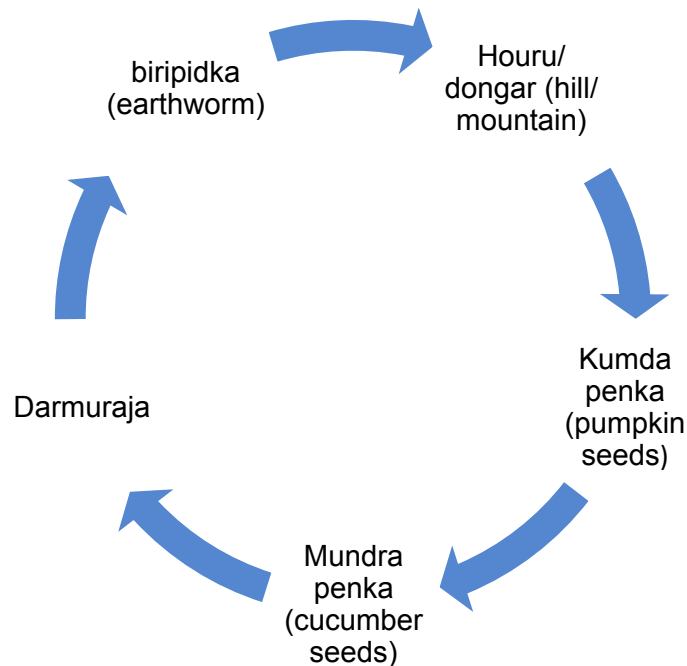 biripidka
(earthworm)
Houru/
dongar (hill/
mountain)
Kumda
penka
(pumpkin
seeds)
Mundra
penka
(cucumber
seeds)
Darmuraja